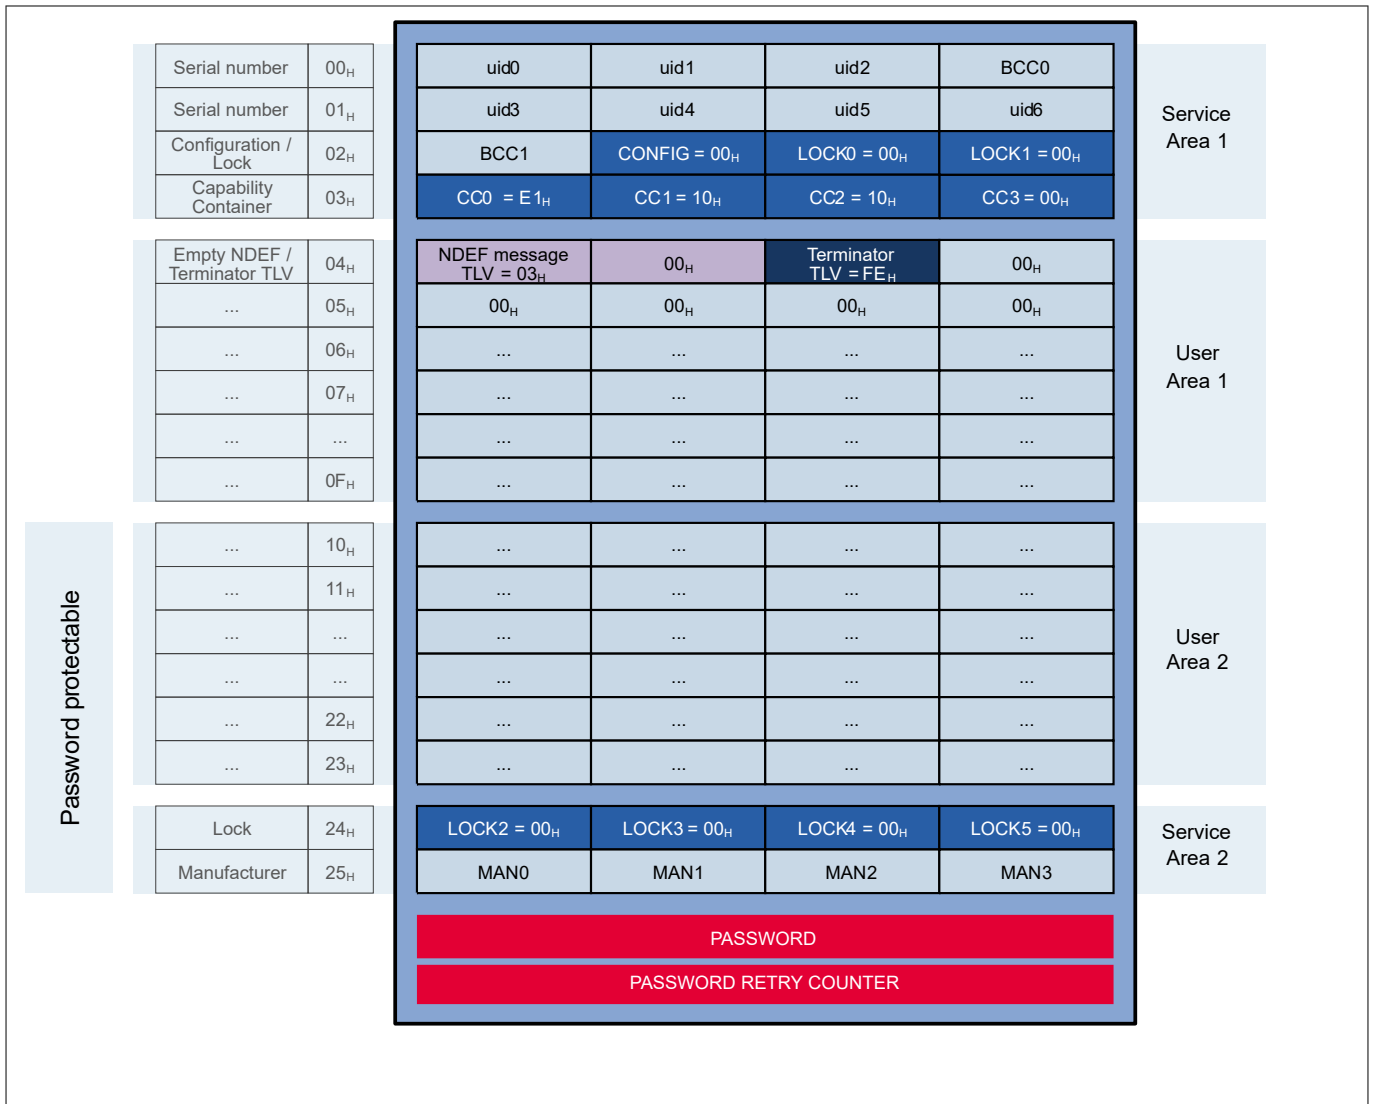 Serial number 00H uid0 uid1 uid2 BCC0
Serial number 01H uid3 uid4 uid5 uid6
Service
Area 1
Configuration /
Lock 02H BCC1 CONFIG = 00H LOCK0 = 00H LOCK1 = 00H
Capability
Container 03H CC0 = E1H CC1 = 10H CC2 = 10H CC3 = 00H
Empty NDEF /
Terminator TLV 04H NDEF message
TLV = 03H 00H Terminator
TLV = FEH 00H
... 05H 00H 00H 00H 00H
... 06H ... ... ... ...
User
Area 1
... 07H ... ... ... ...
... ... ... ... ... ...
... 0FH ... ... ... ...
Password protectable
... 10H ... ... ... ...
... 11H ... ... ... ...
... ... ... ... ... ...
User
Area 2
... ... ... ... ... ...
... 22H ... ... ... ...
... 23H ... ... ... ...
Lock 24H LOCK2 = 00H LOCK3 = 00H LOCK4 = 00H LOCK5 = 00H
Service
Area 2
Manufacturer 25H MAN0 MAN1 MAN2 MAN3
PASSWORD
PASSWORD RETRY COUNTER